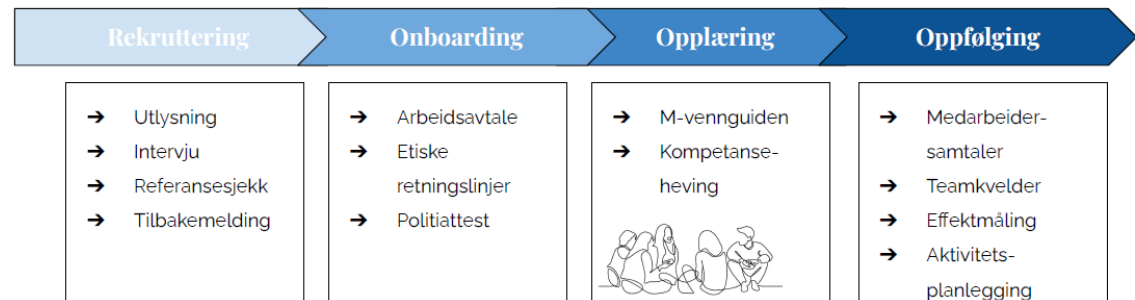 Rekruttering
Onboarding
Opplæring
Oppfølging
➔ Utlysning
➔ Intervju
➔ Referansesjekk
➔ Tilbakemelding
➔ Arbeidsavtale
➔ Etiske
retningslinjer
➔ Politiattest
➔ M-vennguiden
➔ Kompetanse-
heving
➔ Medarbeider-
samtaler
➔ Teamkvelder
➔ Effektmåling
➔ Aktivitets-
planlegging